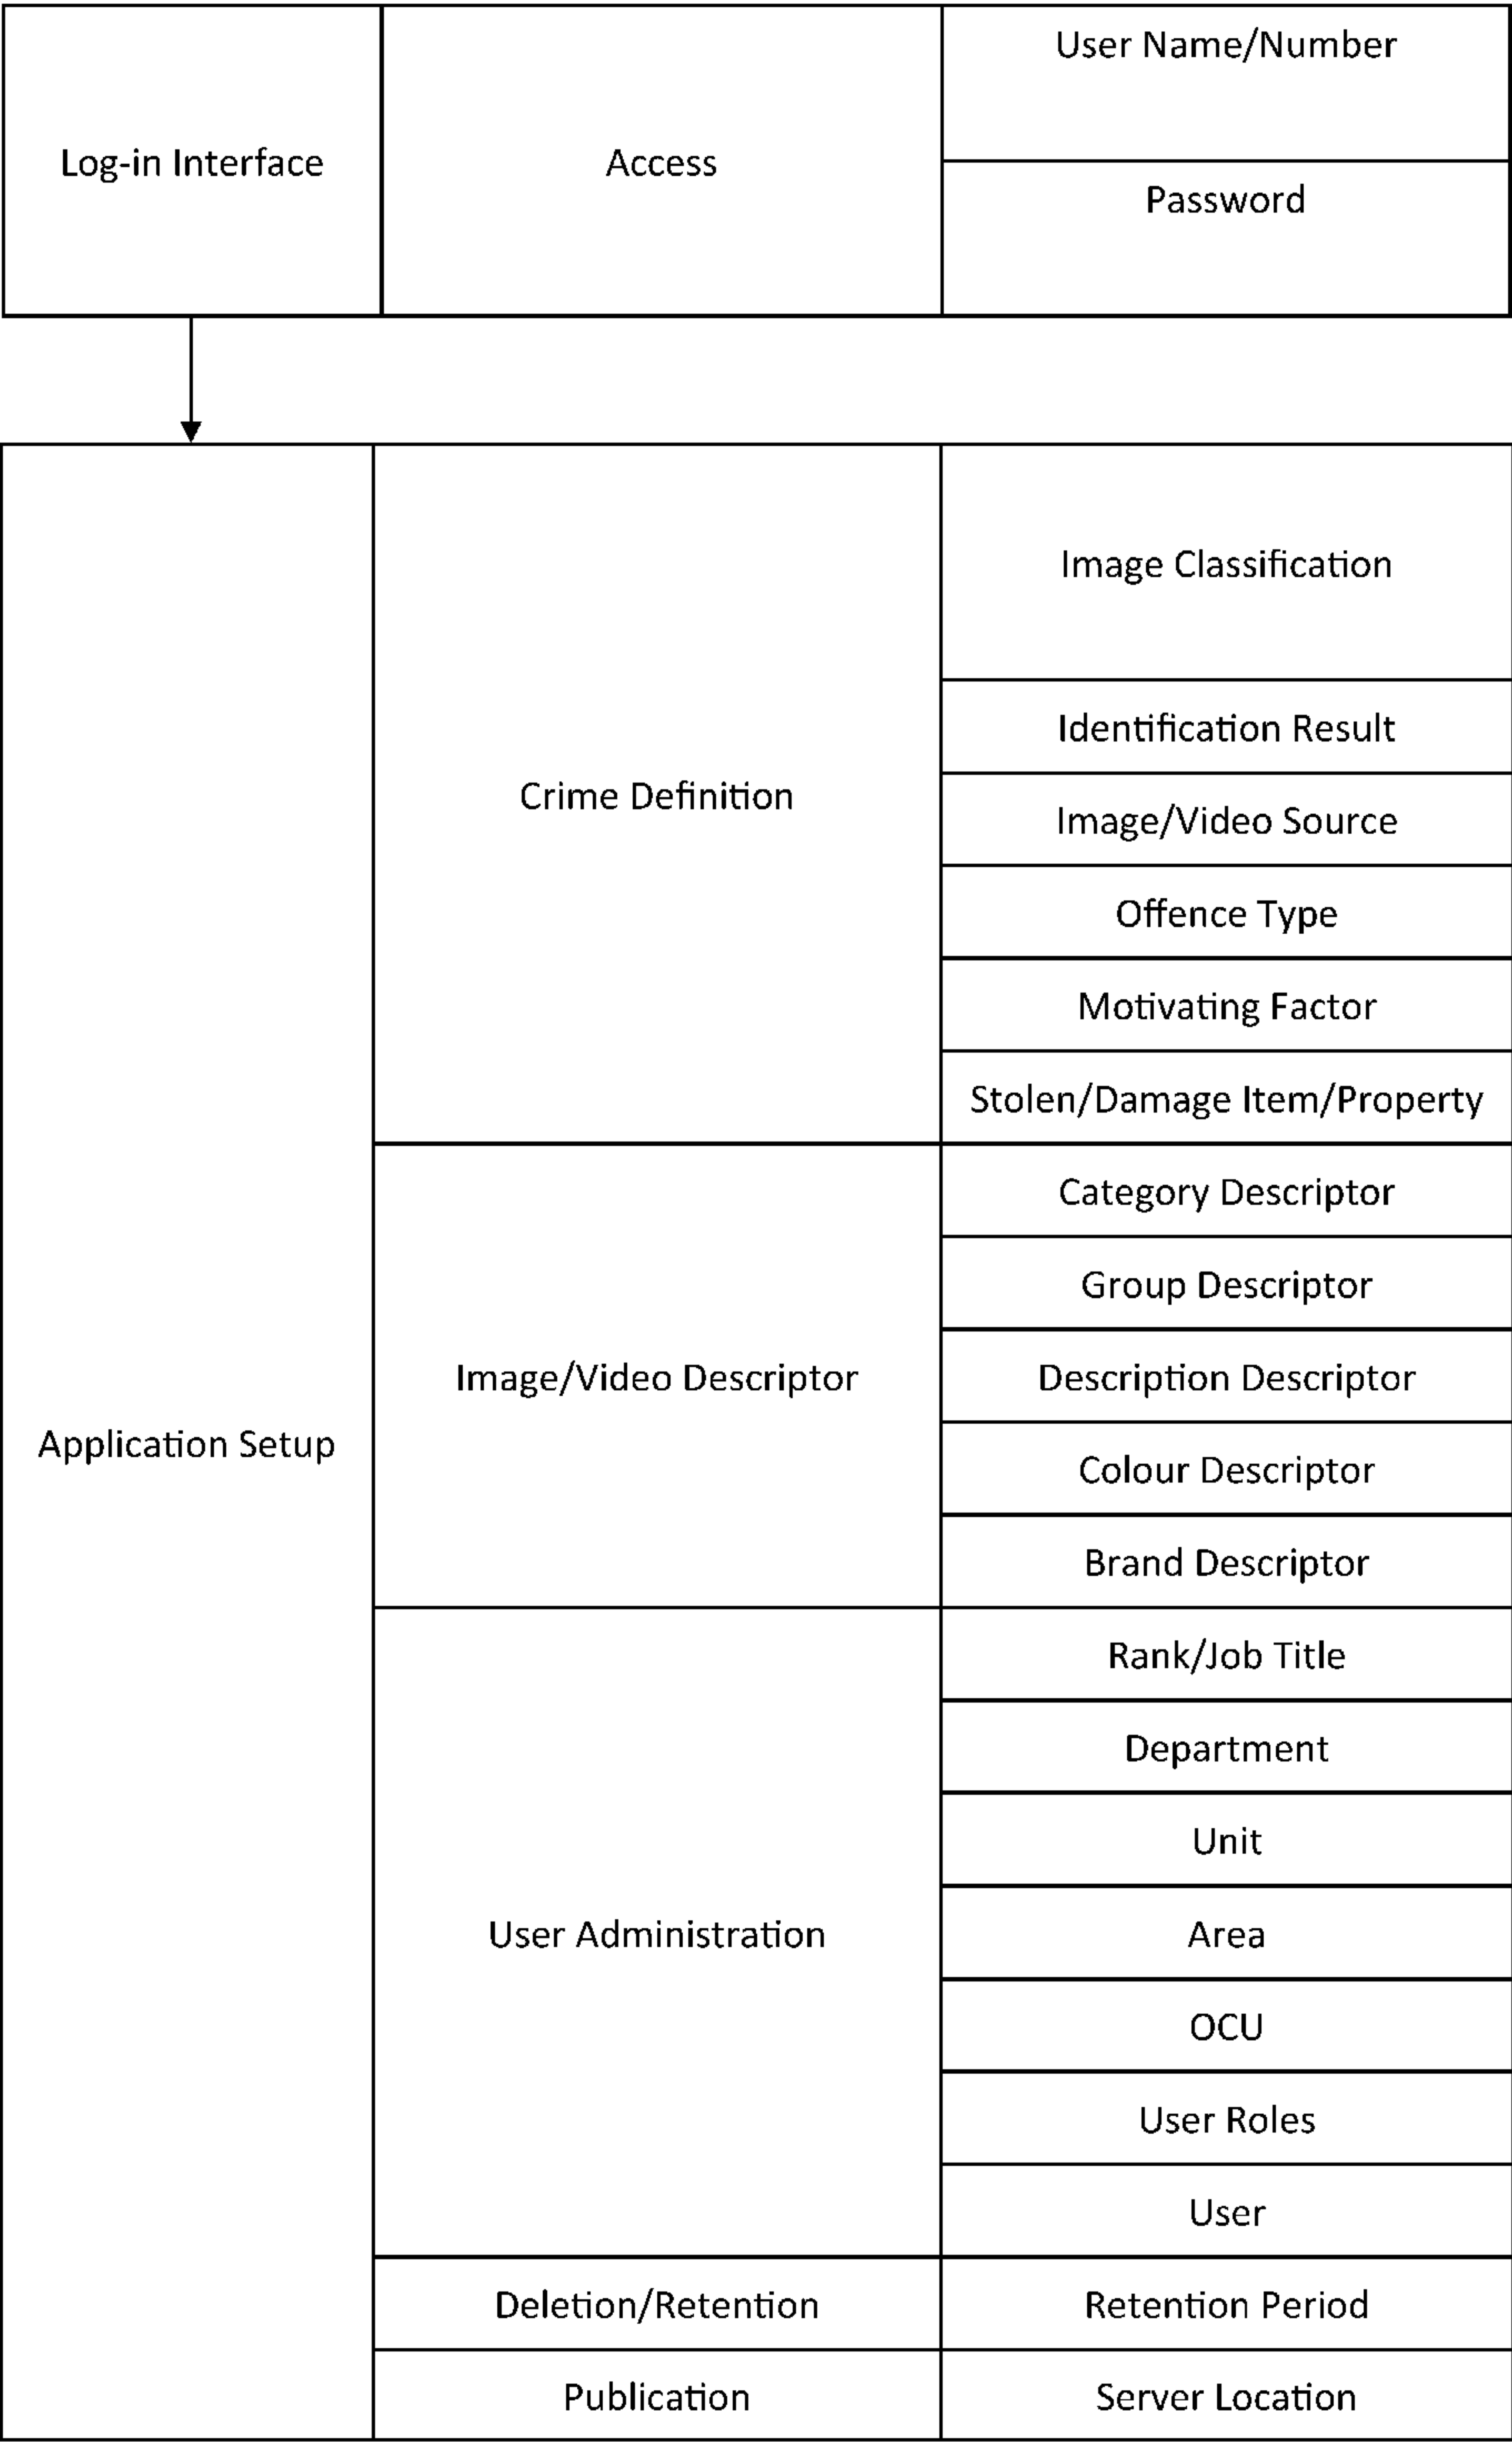 User Name/Number
Log-in Interface
Access
Password
Image Classification
Identification Result
Crime Definition
Image/Video Source
Offence Type
Motivating Factor
Stolen/Damage Item/Property
Category Descriptor
Group Descriptor
Image/Video Descriptor
Description Descriptor
Application Setup
Colour Descriptor
Brand Descriptor
Rank/Job Title
Department
Unit
User Administration
Area
OCU
User Roles
User
Deletion/Retention
Retention Period
Publication
Server Location